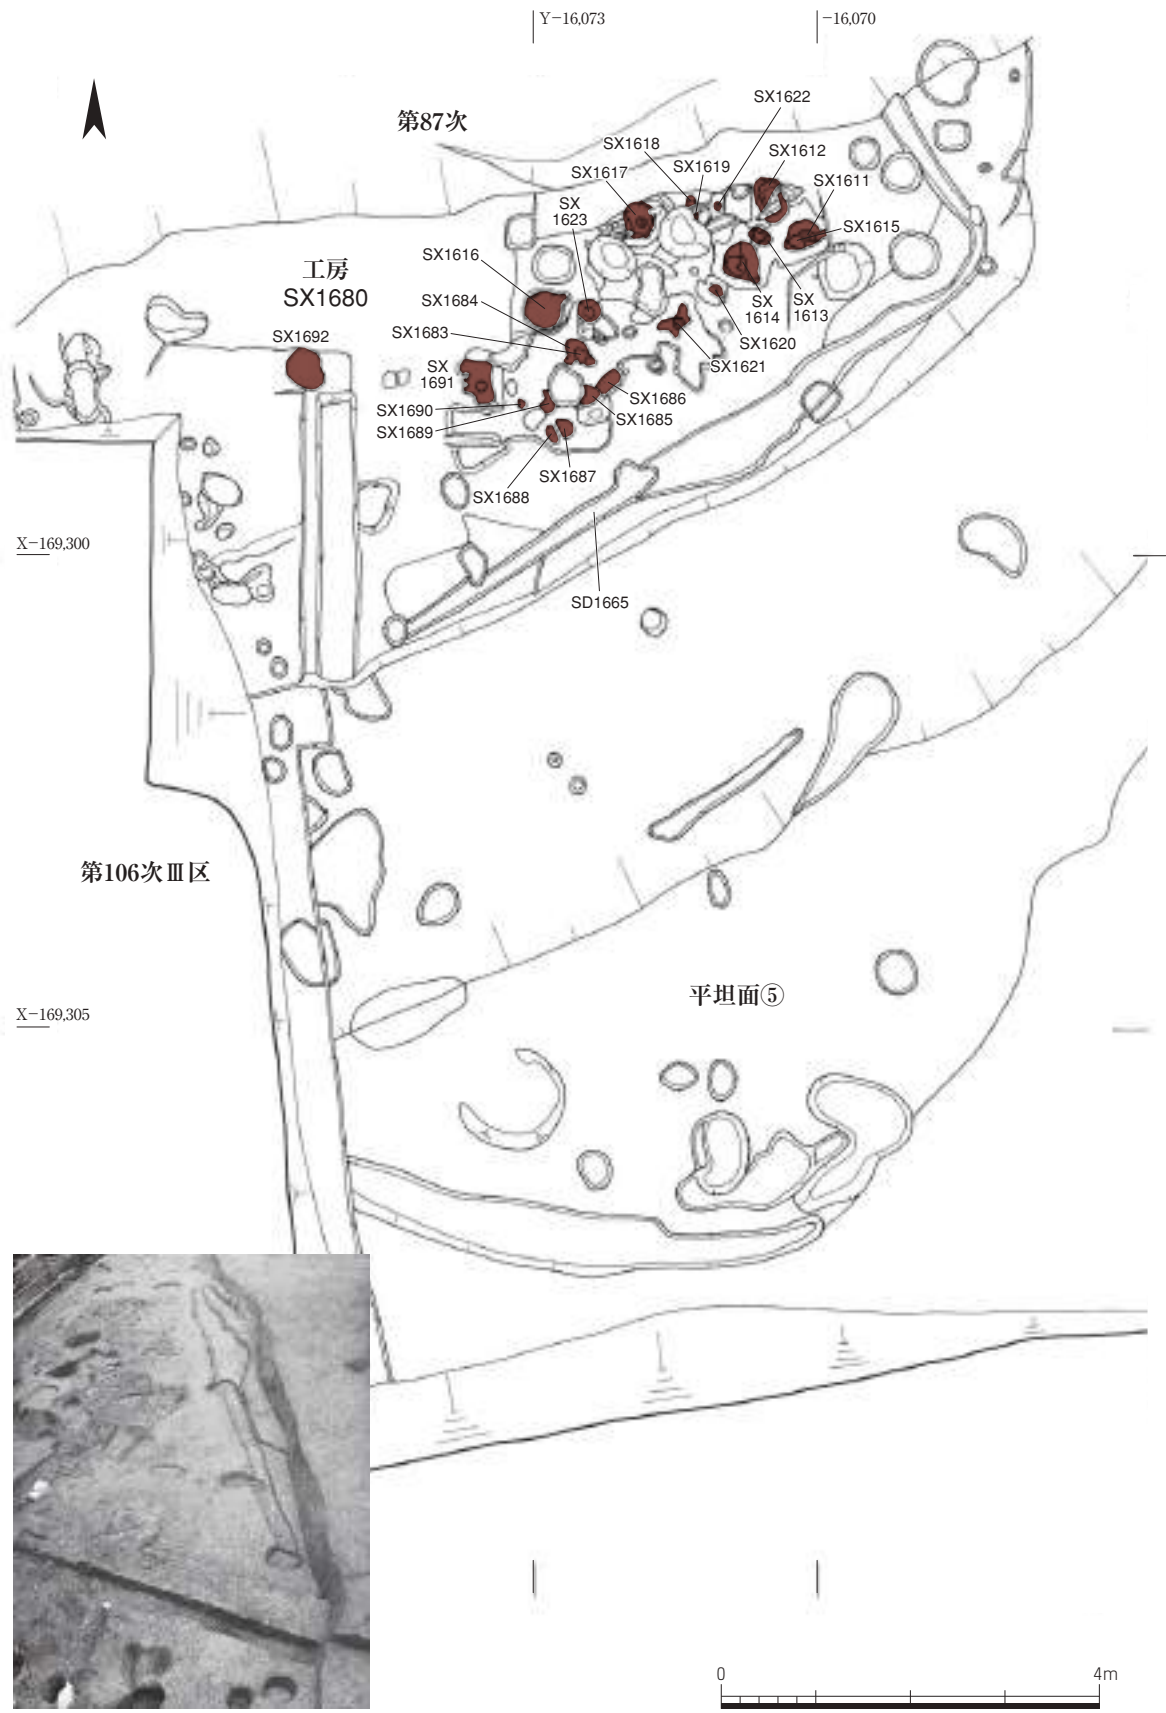 Y-16,073
-16,070
第87次
SX1622
SX1618
SX1619
SX1612
SX1617
SX1611
SX
1623
SX1615
工房
SX1680
SX1616
SX1684
SX1683
SX1692
SX
1691
SX
1614
SX
1613
SX1620
SX1621
SX1686
SX1690
SX1685
SX1689
SX1687
SX1688
X-169,300
SD1665
第106次Ⅲ区
平坦面⑤
X-169,305
0
4m